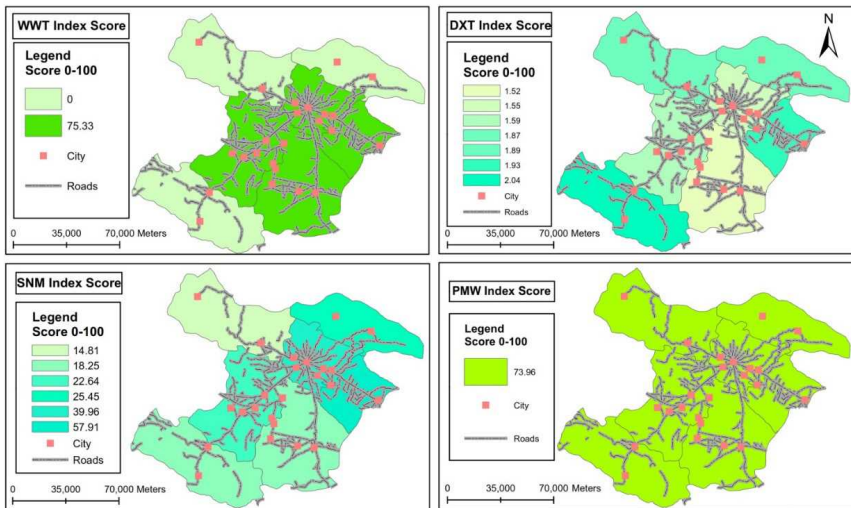 WWT Index Score
Legend
Score 0-100
0
75.33
City
Roads
0 35,000 70,000 Meters
DXT Index Score
N
Legend
Score 0-100
1.52
1.55
1.59
1.87
1.89
1.93
2.04
City
Roads
0 35,000 70,000 Meters
SNM Index Score
Legend
Score 0-100
14.81
18.25
22.64
25.45
39.96
57.91
City
Roads
0 35,000 70,000 Meters
PMW Index Score
Legend
Score 0-100
73.96
City
Roads
0 35,000 70,000 Meters